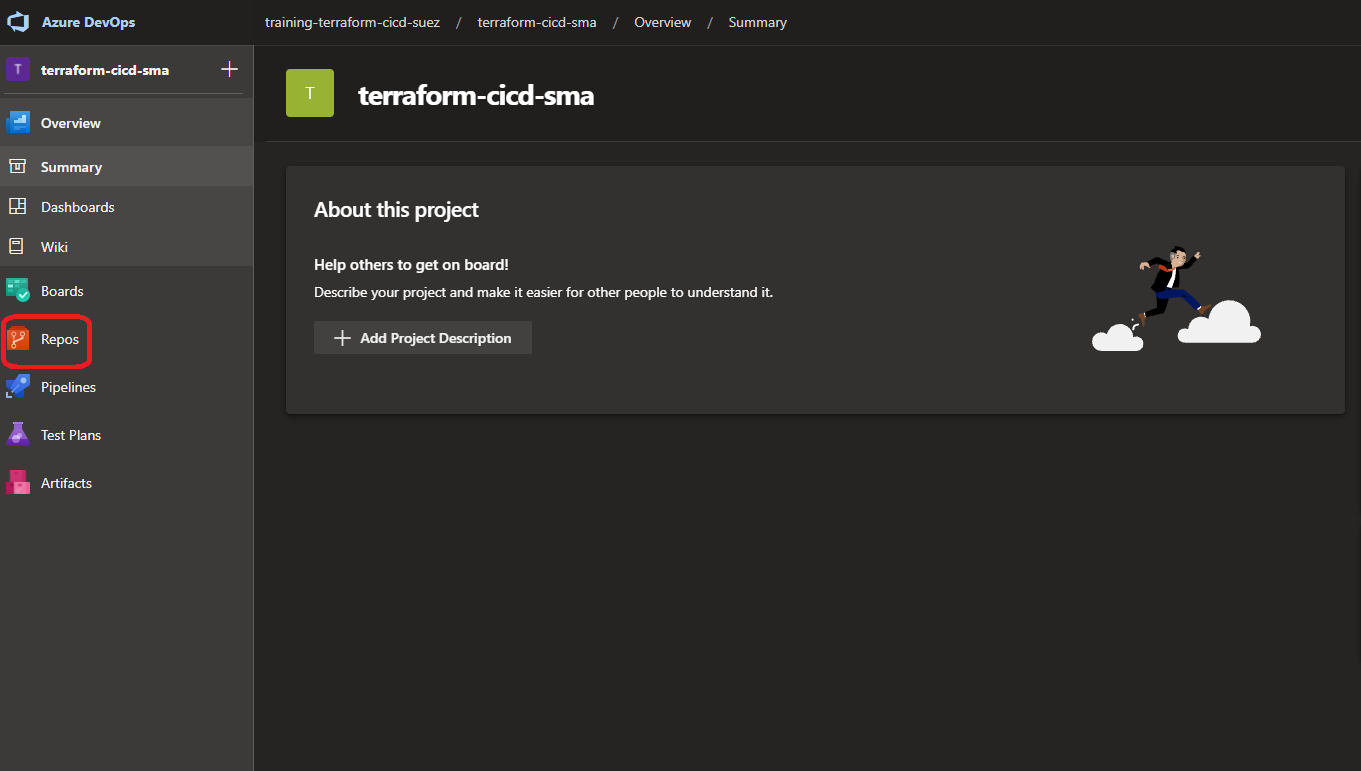 Azure DevOps
training-terraform-cicd-suez / terraform-cicd-sma / Overview / Summary
T terraform-cicd-sma
Overview
Summary
Dashboards
Wiki
Boards
Repos
Pipelines
Test Plans
Artifacts
T terraform-cicd-sma
About this project
Help others to get on board!
Describe your project and make it easier for other people to understand it.
Add Project Description